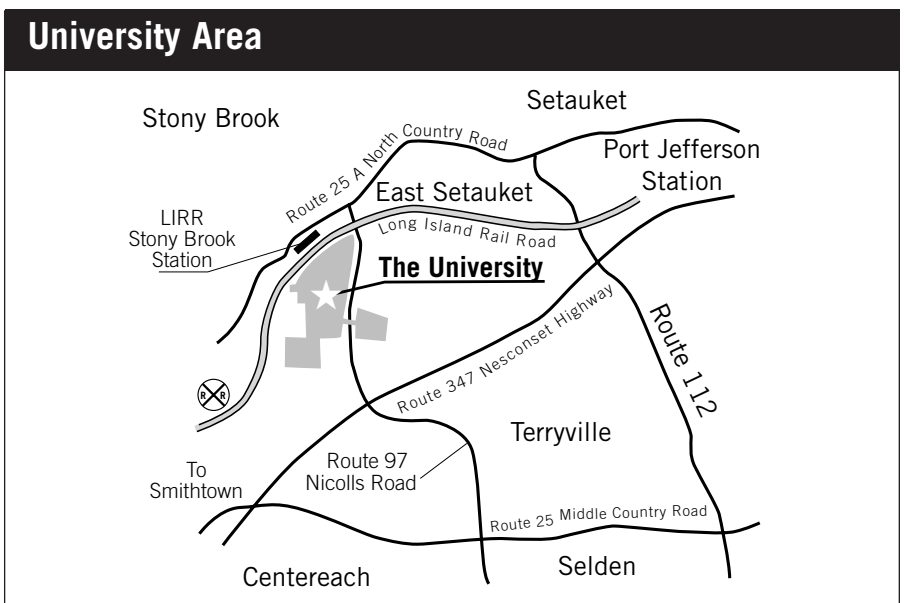 University Area
Stony Brook
Setauket
Route 25 A North Country Road
Port Jefferson
Station
East Setauket
LIRR
Stony Brook
Station
Long Island Rail Road
The University
Route 347 Nesconset Highway
Route 112
R R
Terryville
To
Smithtown
Route 97
Nicolls Road
Route 25 Middle Country Road
Centereach
Selden